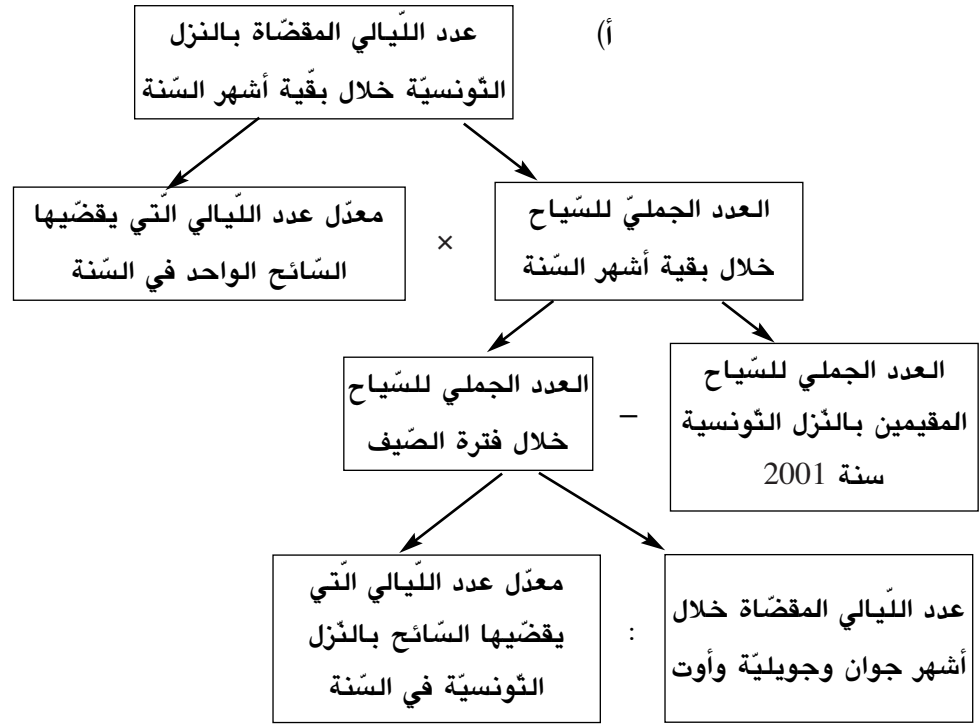 أ)
عدد اللّيالي المقضّاة بالنزل
التّونسيّة خلال بقّية أشهر السّنة
العدد الجمليّ للسّياح
خلال بقية أشهر السّنة
×
معدّل عدد اللّيالي الّتي يقضّيها
السّائح الواحد في السّنة
العدد الجملي للسّياح
المقيمين بالنّزل التّونسية
سنة 2001
–
العدد الجملي للسّياح
خلال فترة الصّيف
عدد اللّيالي المقضّاة خلال
أشهر جوان وجويليّة وأوت
:
معدّل عدد اللّيالي الّتي
يقضّيها السّائح بالنّزل
التّونسيّة في السّنة